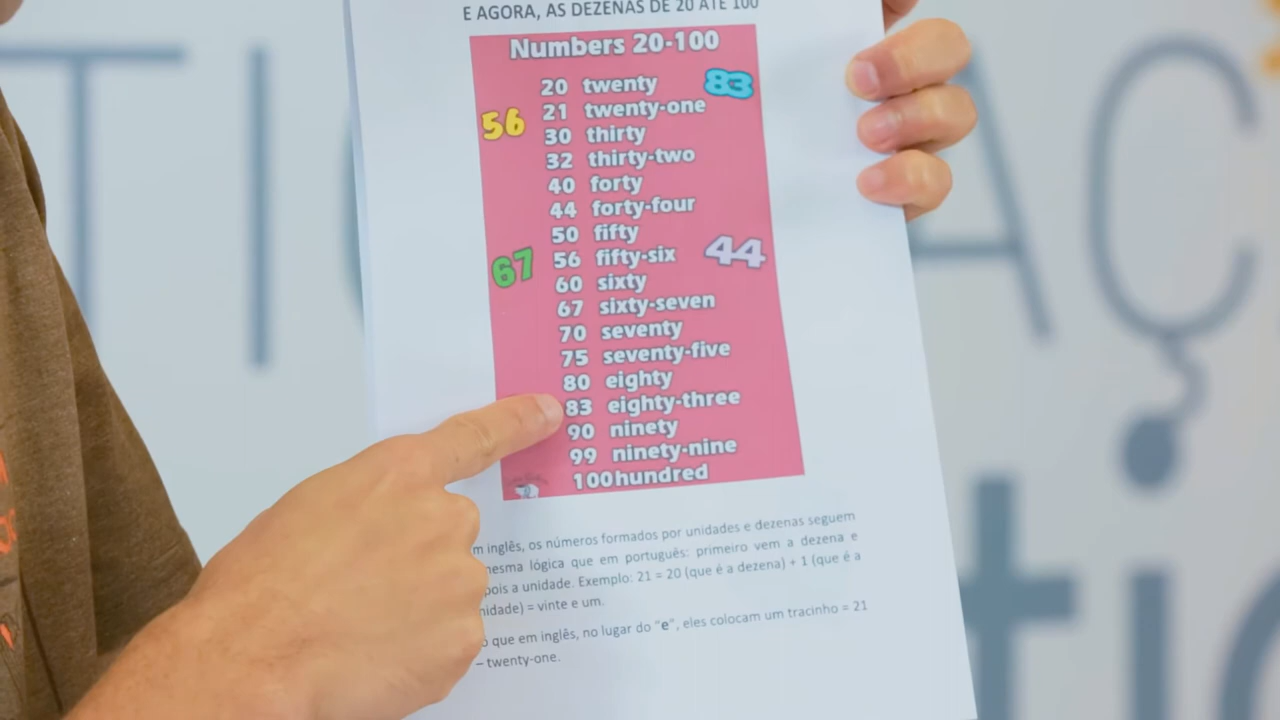 E AGORA, AS DEZENAS DE 20 ATÉ 100
Numbers 20-100
20 twenty
83
21 twenty-one
56
30 thirty
32 thirty-two
40 forty
44 forty-four
50 fifty
56 fifty-six
44
67
60 sixty
67 sixty-seven
70 seventy
75 seventy-five
80 eighty
83 eighty-three
90 ninety
99 ninety-nine
100 hundred
m inglês, os números formados por unidades e dezenas seguem
mesma lógica que em português: primeiro vem a dezena e
pois a unidade. Exemplo: 21 = 20 (que é a dezena) + 1 (que é a
nidade) = vinte e um.
que em inglês, no lugar do "e", eles colocam um tracinho = 21
– twenty-one.